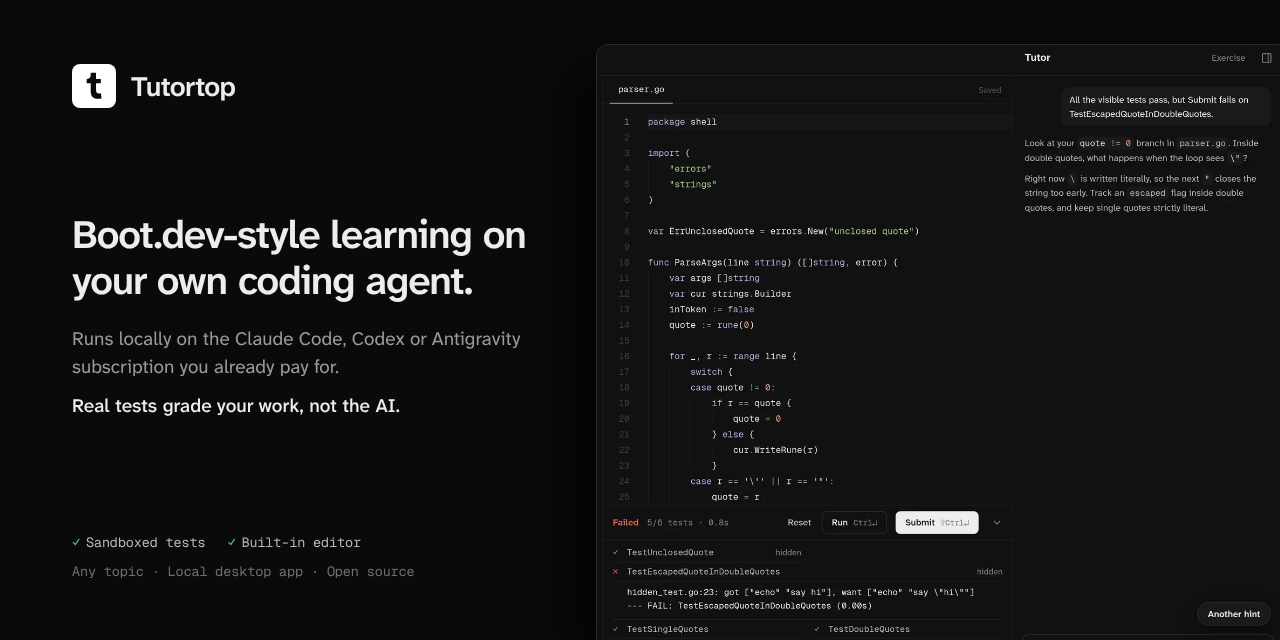 t Tutortop
Boot.dev-style learning on
your own coding agent.
Runs locally on the Claude Code, Codex or Antigravity
subscription you already pay for.
Real tests grade your work, not the AI.
✓ Sandboxed tests ✓ Built-in editor
Any topic · Local desktop app · Open source
parser.go Saved
1 package shell
2
3 import (
4 "errors"
5 "strings"
6 )
7
8 var ErrUnclosedQuote = errors.New("unclosed quote")
9
10 func ParseArgs(line string) ([]string, error) {
11 var args []string
12 var cur strings.Builder
13 inToken := false
14 quote := rune(0)
15
16 for _, r := range line {
17 switch {
18 case quote != 0:
19 if r == quote {
20 quote = 0
21 } else {
22 cur.WriteRune(r)
23 }
24 case r == '\'' || r == '"':
25 quote = r
Failed 5/6 tests · 0.8s Reset Run Ctrl↵ Submit ⇧Ctrl↵
✓ TestUnclosedQuote hidden
× TestEscapedQuoteInDoubleQuotes hidden
hidden_test.go:23: got ["echo" "say hi"], want ["echo" "say \"hi\""]
--- FAIL: TestEscapedQuoteInDoubleQuotes (0.00s)
✓ TestSingleQuotes ✓ TestDoubleQuotes
Tutor Exercise
All the visible tests pass, but Submit fails on
TestEscapedQuoteInDoubleQuotes.
Look at your quote != 0 branch in parser.go. Inside
double quotes, what happens when the loop sees \" ?
Right now \ is written literally, so the next " closes the
string too early. Track an escaped flag inside double
quotes, and keep single quotes strictly literal.
Another hint